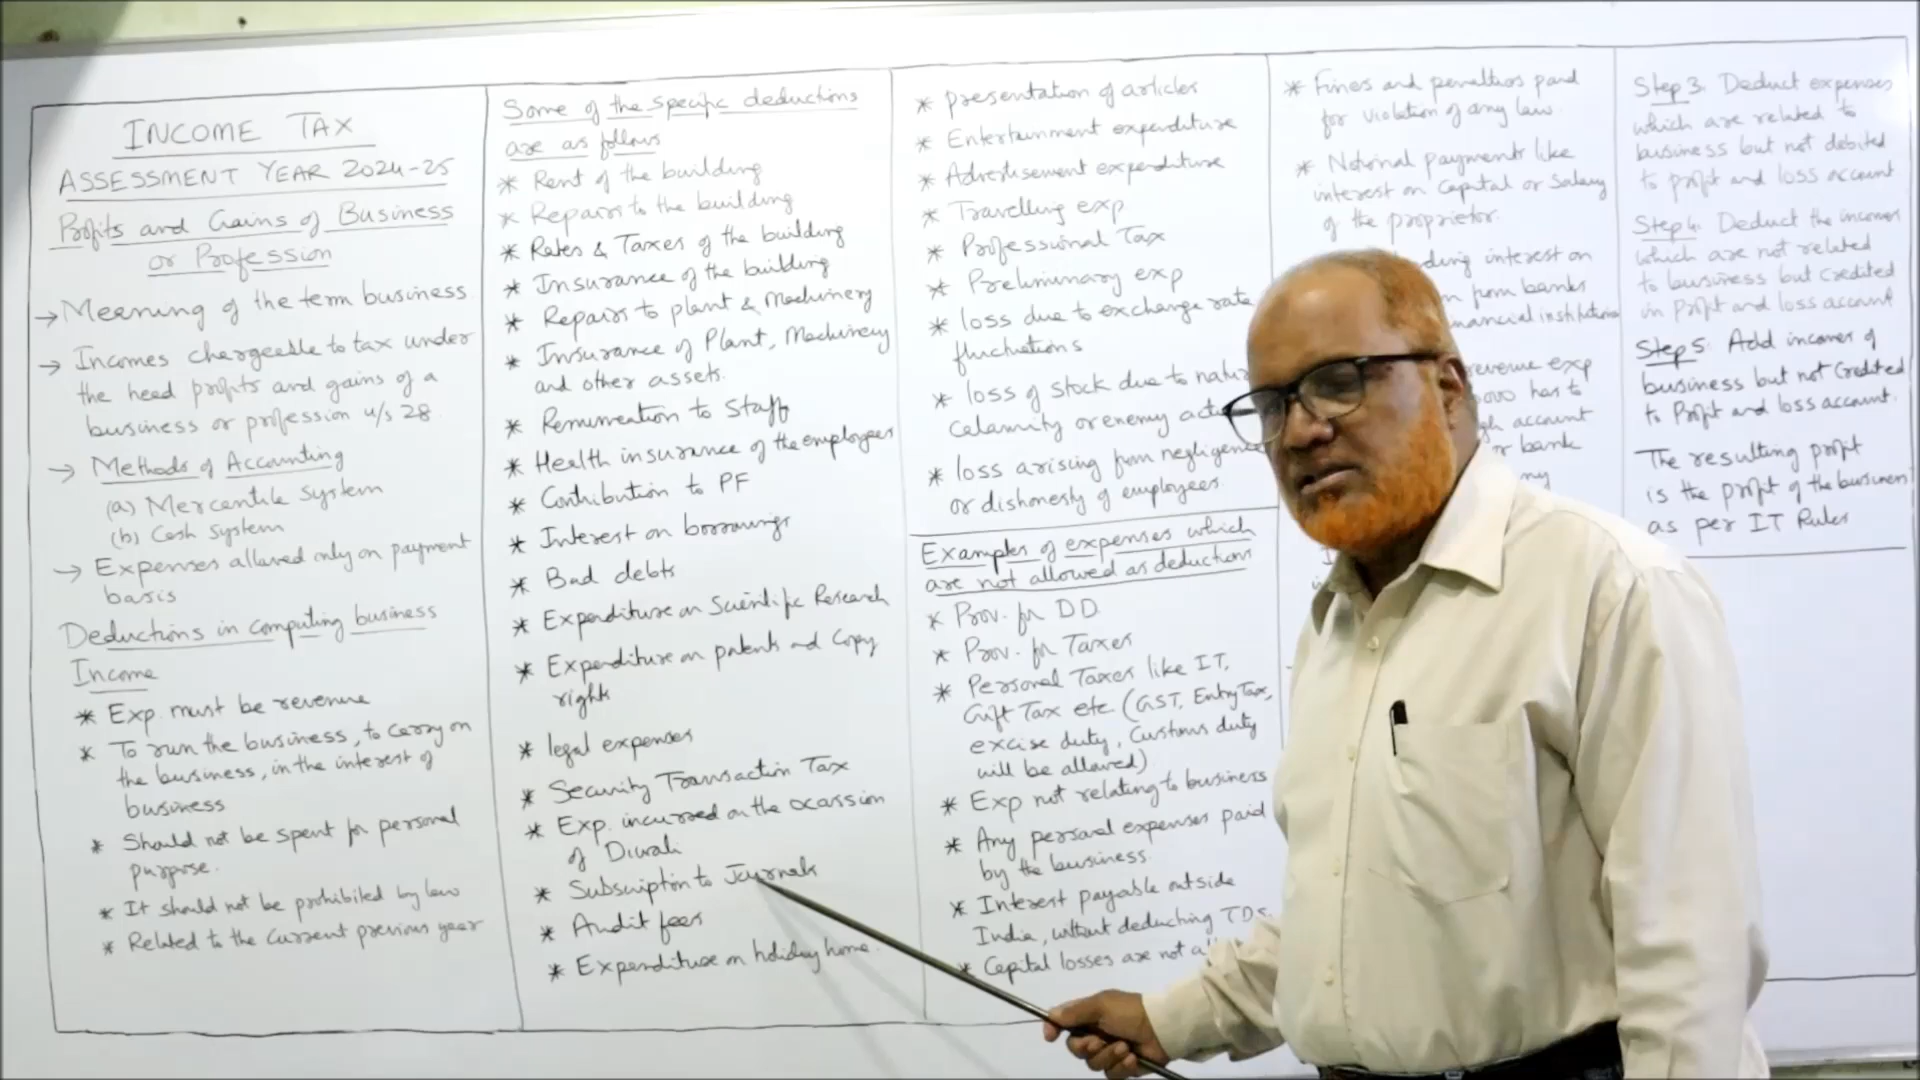 INCOME TAX
ASSESSMENT YEAR 2024-25
Profits and Gains of Business
or Profession
→ Meaning of the term business
→ Incomes chargeable to tax under
the head profits and gains of a
business or profession u/s 28
→ Methods of Accounting
(a) Mercantile System
(b) Cash system
→ Expenses allowed only on payment
basis
Deductions in computing business
Income
* Exp. must be revenue
* To run the business, to carry on
the business, in the interest of
business
* Should not be spent for personal
purpose.
* It should not be prohibited by law
* Related to the current previous year
Some of the specific deductions
are as follows
* Rent of the building
* Repairs to the building
* Rates & Taxes of the building
* Insurance of the building
* Repairs to plant & Machinery
* Insurance of Plant, Machinery
and other assets.
* Remunation to Staff
* Health insurance of the employees
* Contribution to PF
* Interest on borrowings
* Bad debts
* Expenditure on Scientific Research
* Expenditure on patents and Copy
rights
* legal expenses
* Security Transaction Tax
* Exp. incurred on the ocassion
of Diwali
* Subscription to Journals
* Audit fees
* Expenditure on holiday home.
* presentation of articles
* Entertainment expenditure
* Advertisement expenditure
* Travelling exp
* Professional Tax
* Preliminary exp
* loss due to exchange rate
fluctuations
* loss of stock due to
calamity or enemy
* loss arising from negligence
or dishonesty of employees
Examples of expenses which
are not allowed as deductions
* Prov. for DD
* Prov. for Taxes
* Personal Taxes like IT,
Gift Tax etc. (GST, Entry Tax,
excise duty, Customs duty
will be allowed)
* Exp not relating to business
* Any personal expenses paid
by the business.
* Interest payable outside
India, without deducting TDS.
* Capital losses are not
* Fines and penalties paid
for violation of any law.
* Notional payments like
interest on Capital or Salary
of the proprietor.
interest on
from banks
revenue exp
has to
account
or bank
Step 3: Deduct expenses
which are related to
business but not debited
to profit and loss account
Step 4: Deduct the incomes
which are not related
to business but credited
in profit and loss account
Step 5: Add incomes of
business but not Credited
to Profit and loss account.
The resulting profit
is the profit of the business
as per IT Rules